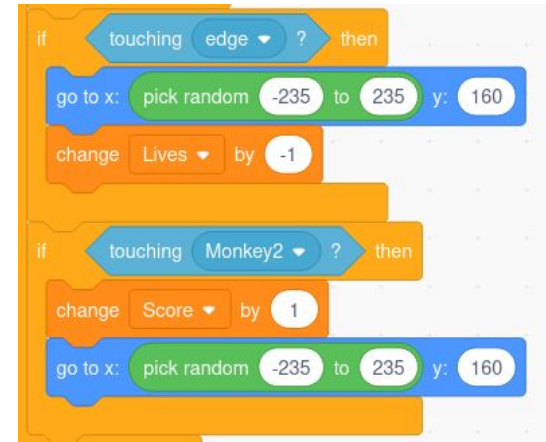 if touching edge ? then
go to x: pick random -235 to 235 y: 160
change Lives by -1
if touching Monkey2 ? then
change Score by 1
go to x: pick random -235 to 235 y: 160